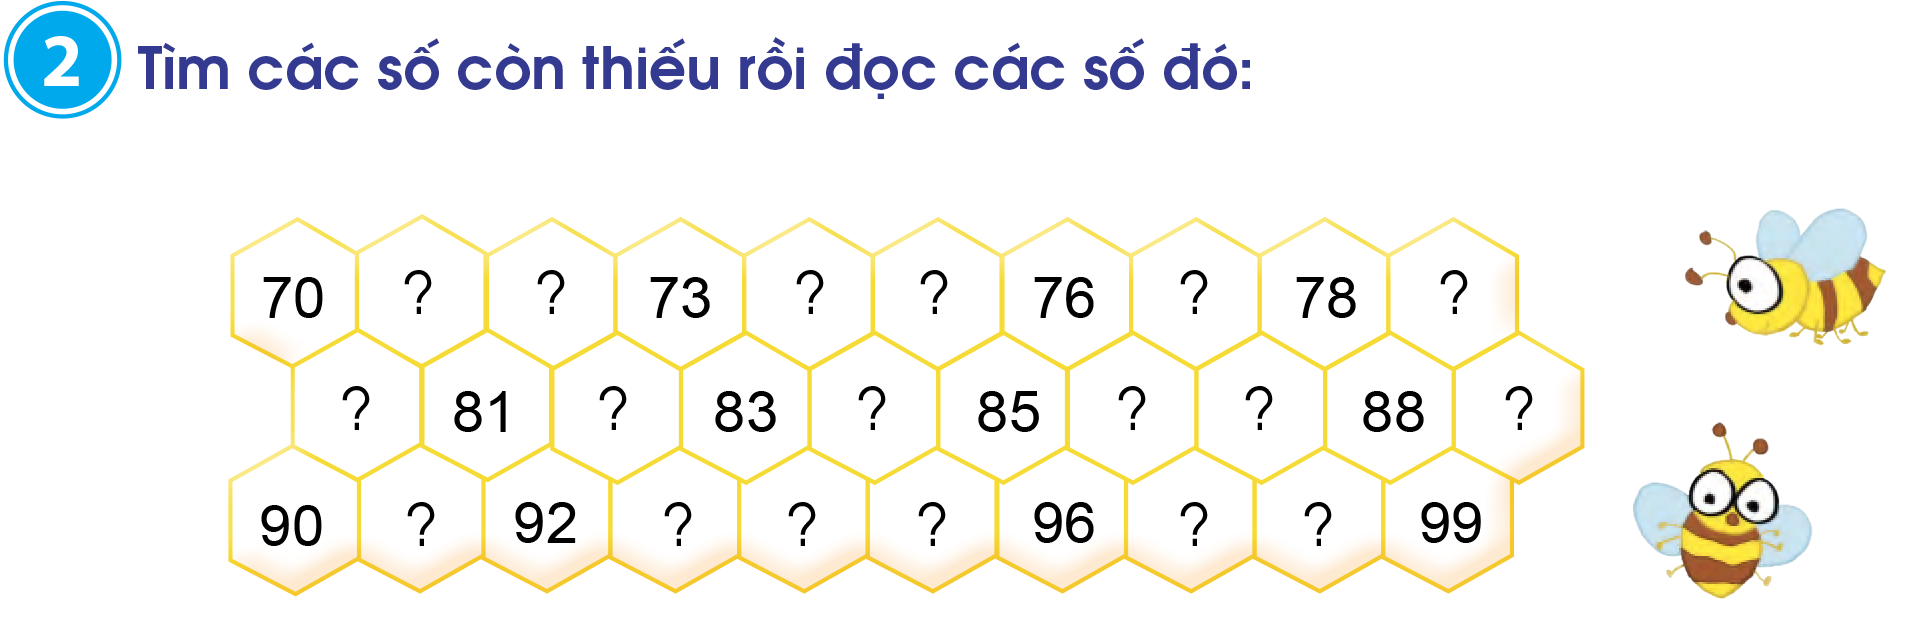 2 Tìm các số còn thiếu rồi đọc các số đó:
70 ? ? 73 ? ? 76 ? 78 ?
? 81 ? 83 ? 85 ? ? 88 ?
90 ? 92 ? ? ? 96 ? ? 99